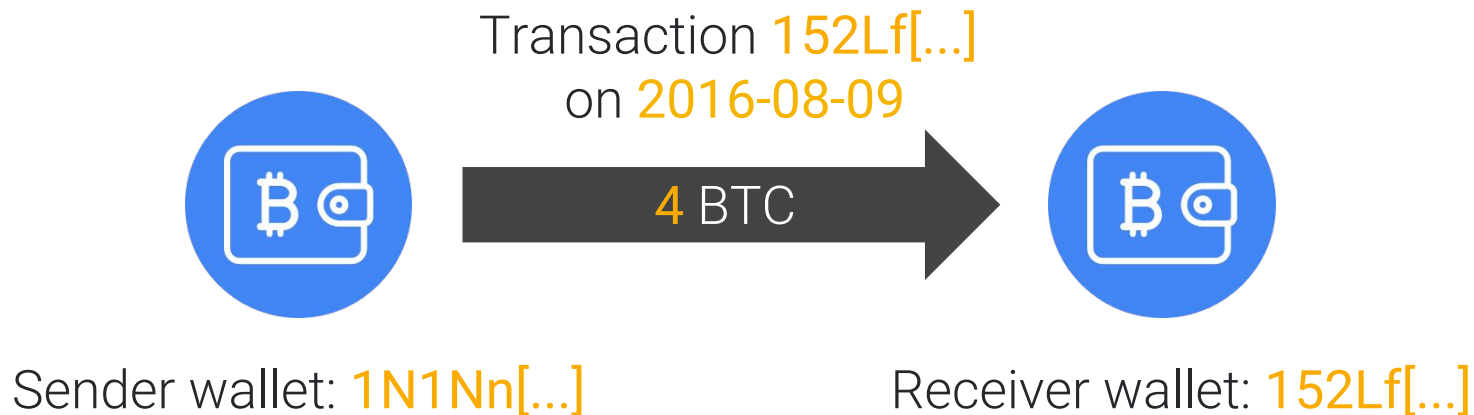 Transaction 152Lf[...]
on 2016-08-09
4 BTC
Sender wallet: 1N1Nn[...]
Receiver wallet: 152Lf[...]